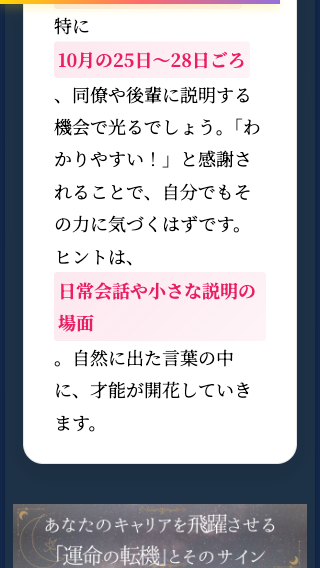 特に
10月の25日〜28日ごろ
、同僚や後輩に説明する
機会で光るでしょう。「わ
かりやすい！」と感謝さ
れることで、自分でもそ
の力に気づくはずです。
ヒントは、
日常会話や小さな説明の
場面
。自然に出た言葉の中
に、才能が開花していき
ます。
あなたのキャリアを飛躍させる
「運命の転機」とそのサイン